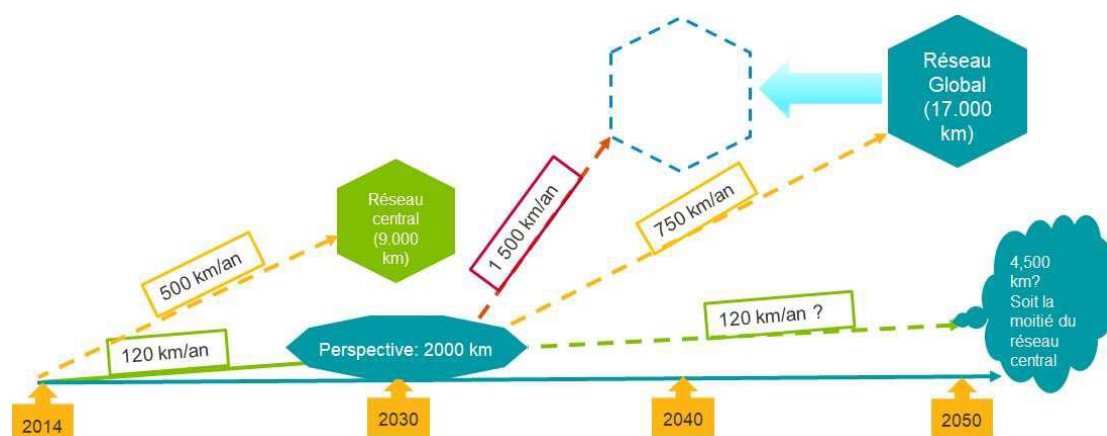 Réseau
Global
(17.000
km)
Réseau
central
(9.000
km)
1 500 km/an
750 km/an
500 km/an
4,500
km?
Soit la
moitié du
réseau
central
120 km/an ?
120 km/an
Perspective: 2000 km
2014
2030
2040
2050